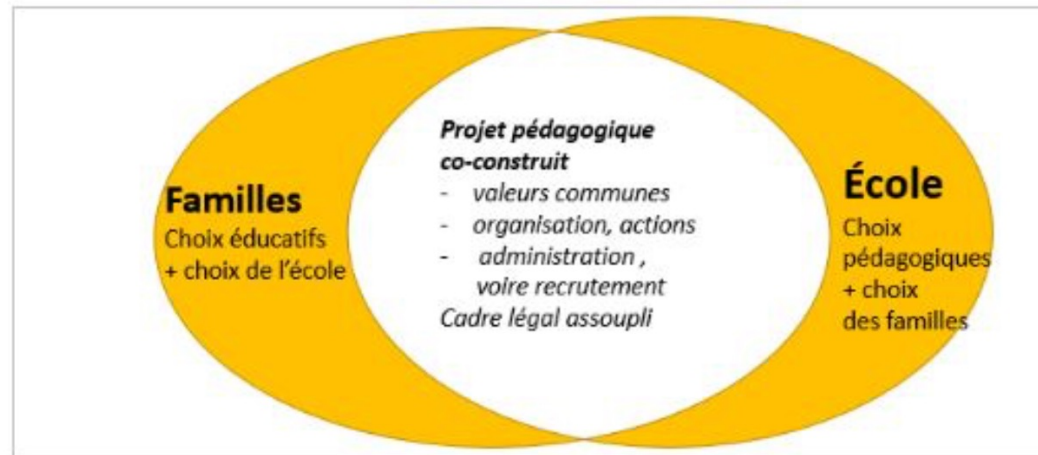 Familles
Choix éducatifs
+ choix de l'école
Projet pédagogique
co-construit
- valeurs communes
- organisation, actions
- administration ,
voire recrutement
Cadre légal assoupli
École
Choix
pédagogiques
+ choix
des familles